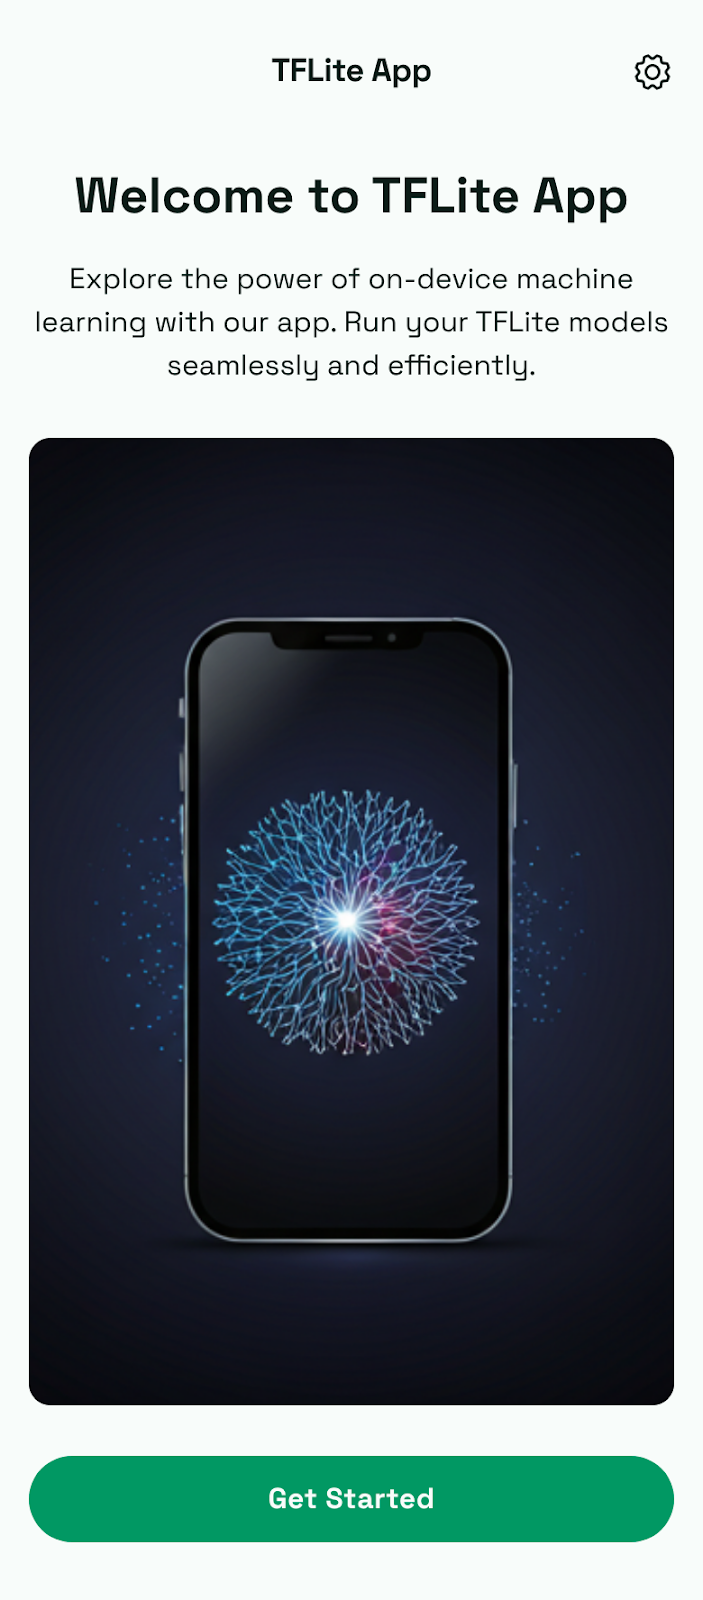 TFLite App
Welcome to TFLite App
Explore the power of on-device machine
learning with our app. Run your TFLite models
seamlessly and efficiently.
Get Started